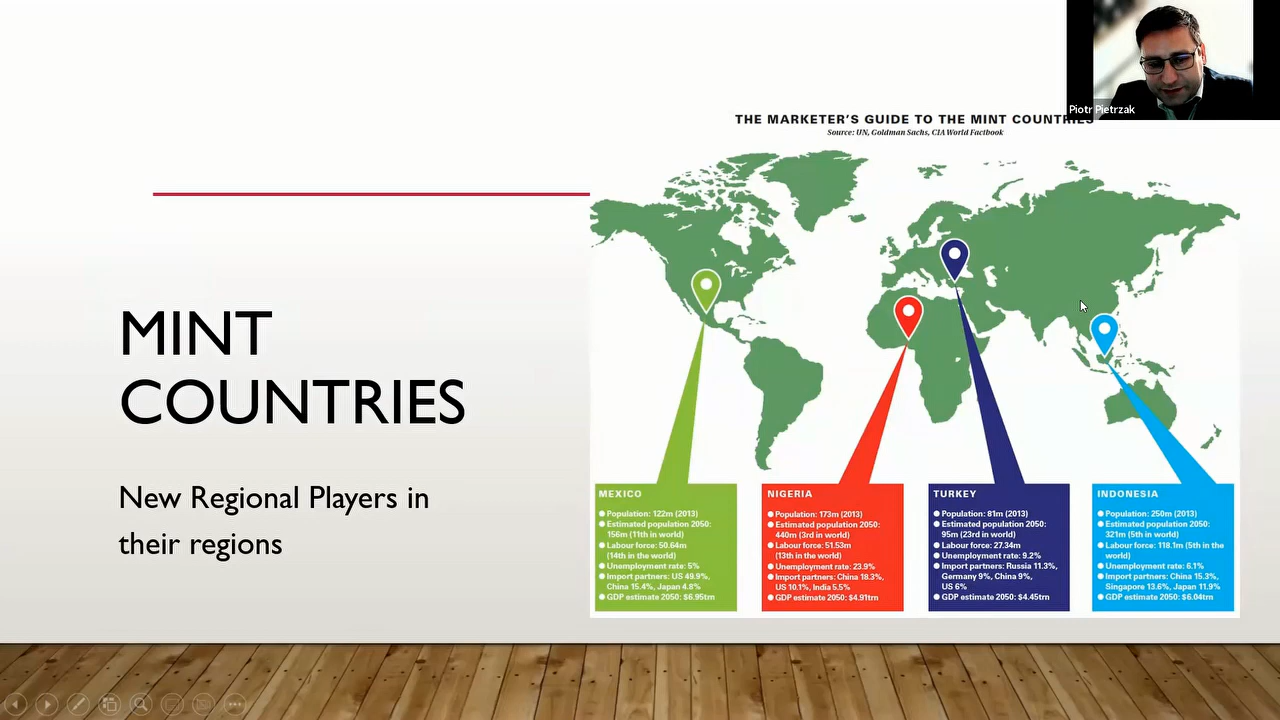 Piotr Pietrzak
THE MARKETER'S GUIDE TO THE MINT COUNTRIES
Source: UN, Goldman Sachs, CIA World Factbook
MINT
COUNTRIES
New Regional Players in
their regions
MEXICO
● Population: 122m (2013)
● Estimated population 2050:
156m (11th in world)
● Labour force: 50.64m
(14th in the world)
● Unemployment rate: 5%
● Import partners: US 49.9%,
China 15.4%, Japan 4.8%
● GDP estimate 2050: $6.95trn
NIGERIA
● Population: 173m (2013)
● Estimated population 2050:
440m (3rd in world)
● Labour force: 51.53m
(13th in the world)
● Unemployment rate: 23.9%
● Import partners: China 18.3%,
US 10.1%, India 5.5%
● GDP estimate 2050: $4.91trn
TURKEY
● Population: 81m (2013)
● Estimated population 2050:
95m (23rd in world)
● Labour force: 27.34m
● Unemployment rate: 9.2%
● Import partners: Russia 11.3%,
Germany 9%, China 9%,
US 6%
● GDP estimate 2050: $4.45trn
INDONESIA
● Population: 250m (2013)
● Estimated population 2050:
321m (5th in world)
● Labour force: 118.1m (5th in the
world)
● Unemployment rate: 6.1%
● Import partners: China 15.3%,
Singapore 13.6%, Japan 11.9%
● GDP estimate 2050: $6.04trn